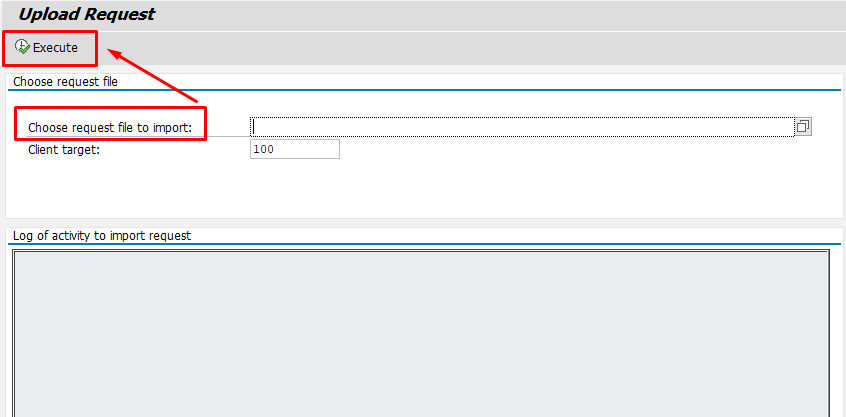 Upload Request
Execute
Choose request file
Choose request file to import:
Client target:
100
Log of activity to import request